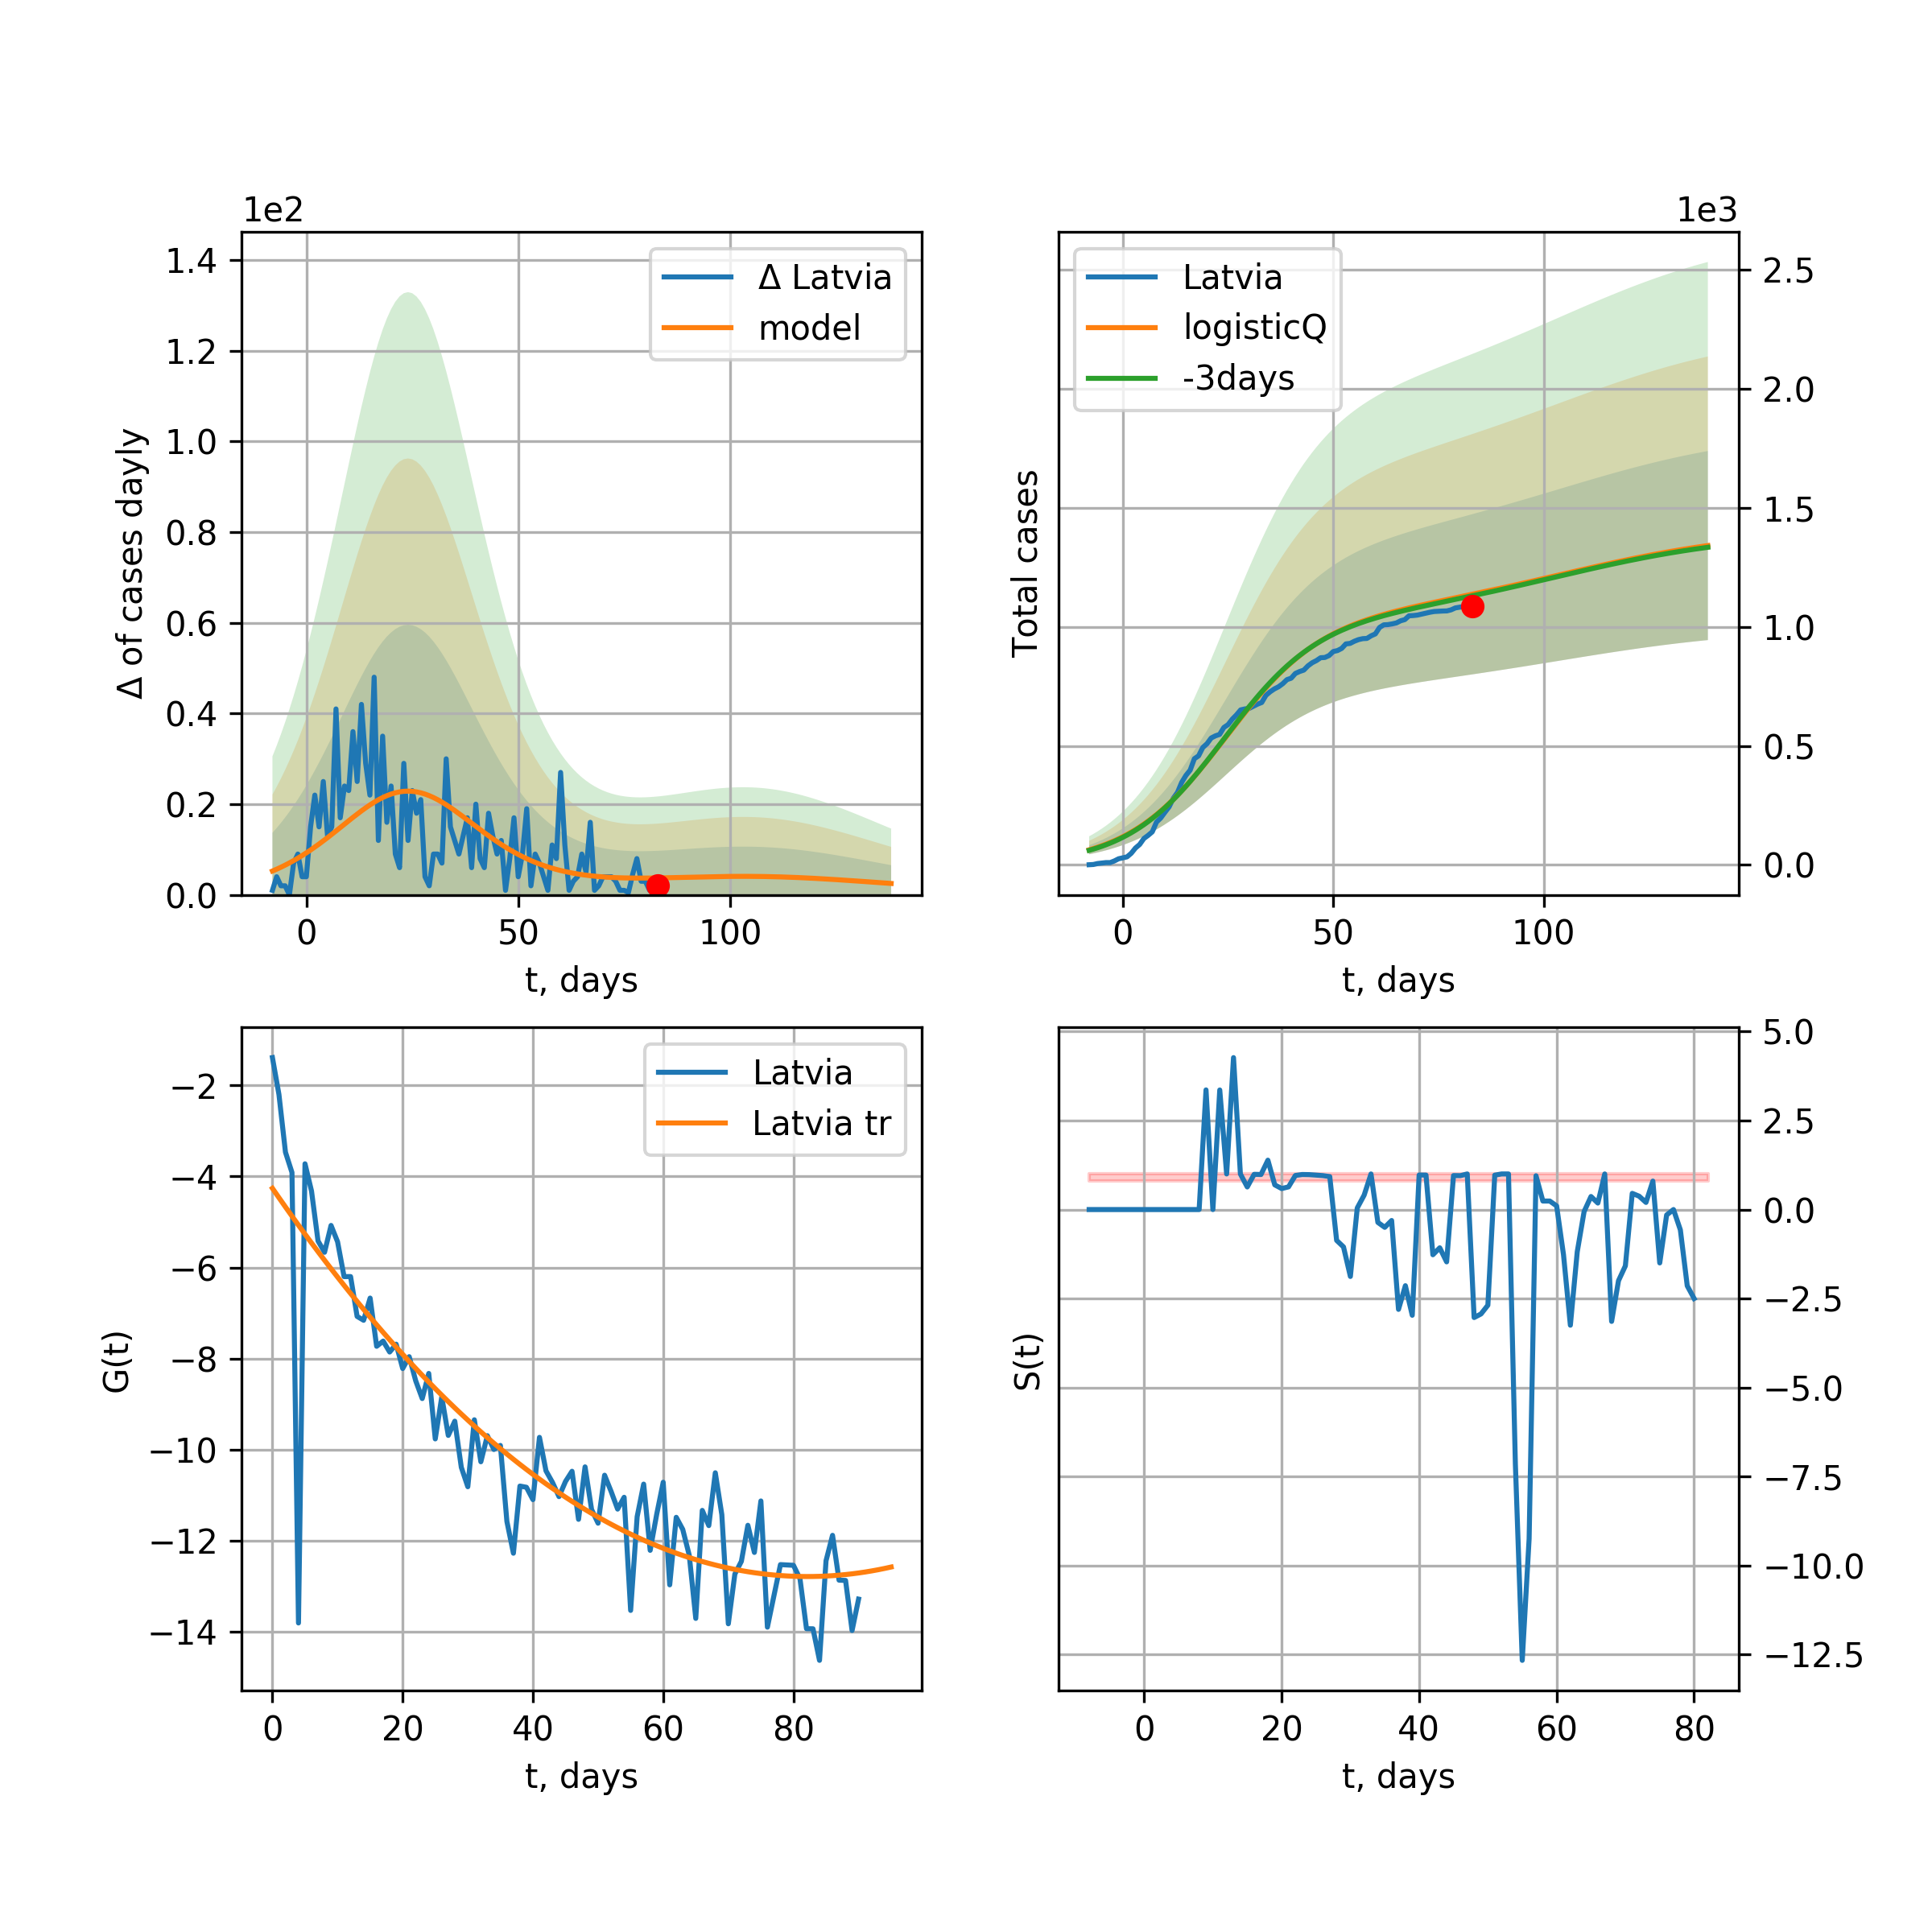 1e2
1.4
1.2
1.0
0.8
0.6
0.4
0.2
0.0
Δ of cases dayly
0 50 100
t, days
Δ Latvia
model
1e3
2.5
2.0
1.5
1.0
0.5
0.0
Total cases
0 50 100
t, days
Latvia
logisticQ
-3days
−2
−4
−6
−8
−10
−12
−14
G(t)
0 20 40 60 80
t, days
Latvia
Latvia tr
5.0
2.5
0.0
−2.5
−5.0
−7.5
−10.0
−12.5
S(t)
0 20 40 60 80
t, days